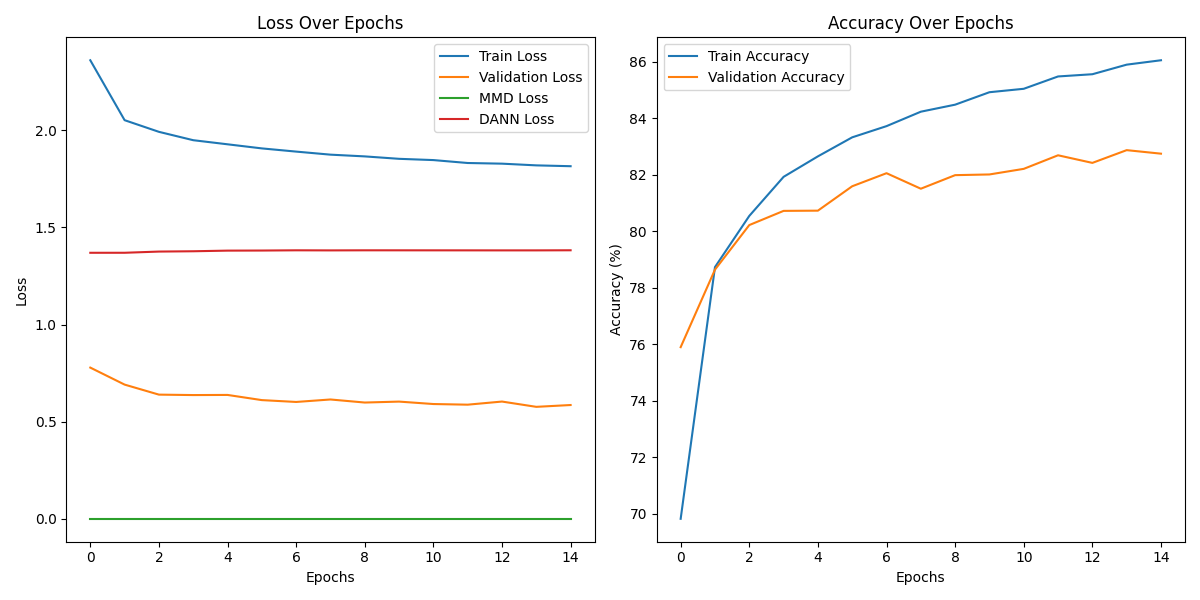 Loss Over Epochs
Train Loss
Validation Loss
MMD Loss
DANN Loss
2.0
1.5
1.0
0.5
0.0
Loss
0 2 4 6 8 10 12 14
Epochs
Accuracy Over Epochs
Train Accuracy
Validation Accuracy
86
84
82
80
78
76
74
72
70
Accuracy (%)
0 2 4 6 8 10 12 14
Epochs